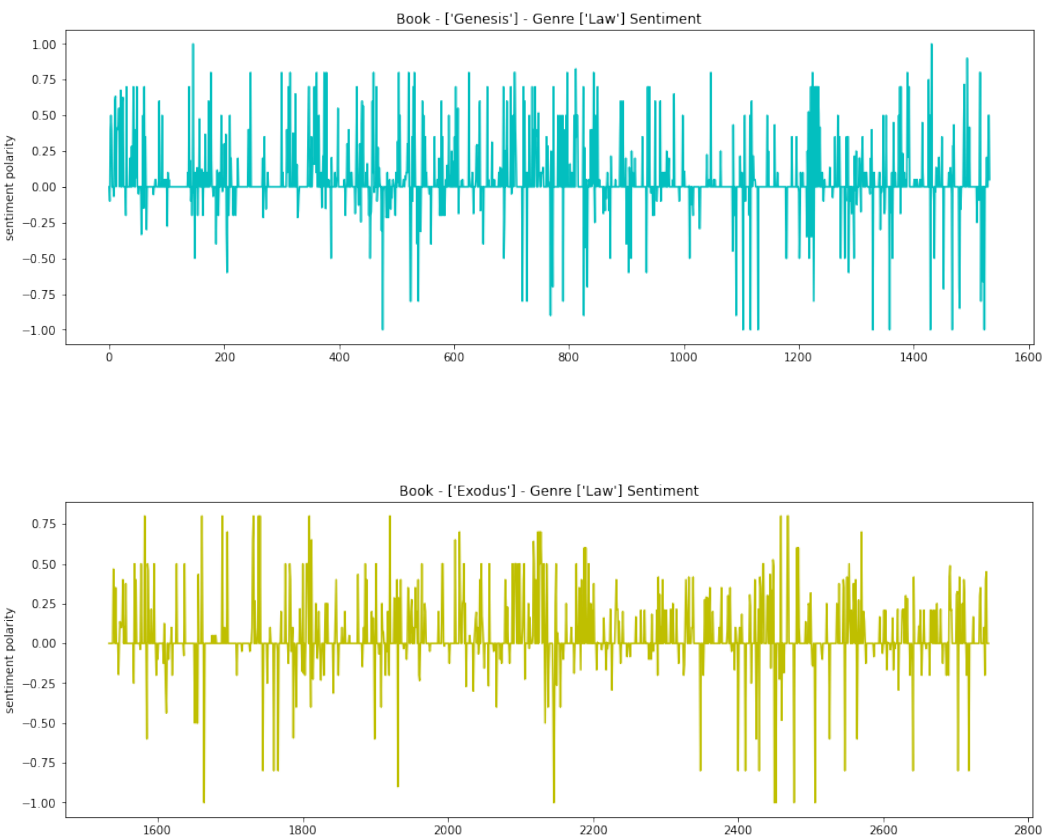 Book - ['Genesis'] - Genre ['Law'] Sentiment
sentiment polarity
1.00
0.75
0.50
0.25
0.00
−0.25
−0.50
−0.75
−1.00
0 200 400 600 800 1000 1200 1400 1600
Book - ['Exodus'] - Genre ['Law'] Sentiment
sentiment polarity
0.75
0.50
0.25
0.00
−0.25
−0.50
−0.75
−1.00
1600 1800 2000 2200 2400 2600 2800